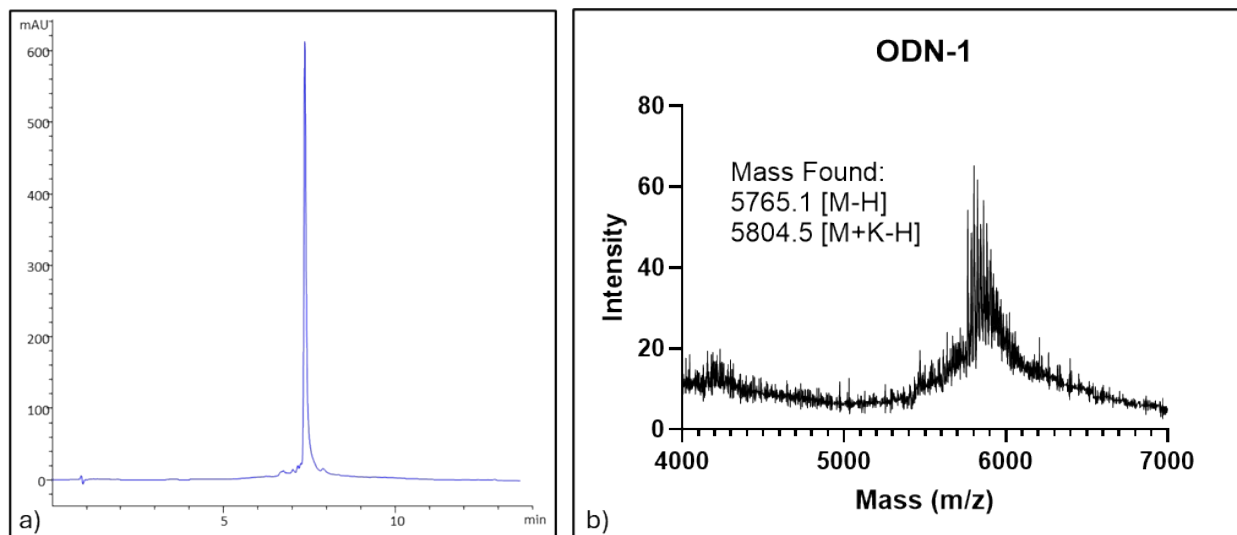 mAU
600
500
400
300
200
100
0
5
10
min
a)
ODN-1
80
60
40
20
0
Intensity
Mass Found:
5765.1 [M-H]
5804.5 [M+K-H]
4000
5000
6000
7000
Mass (m/z)
b)